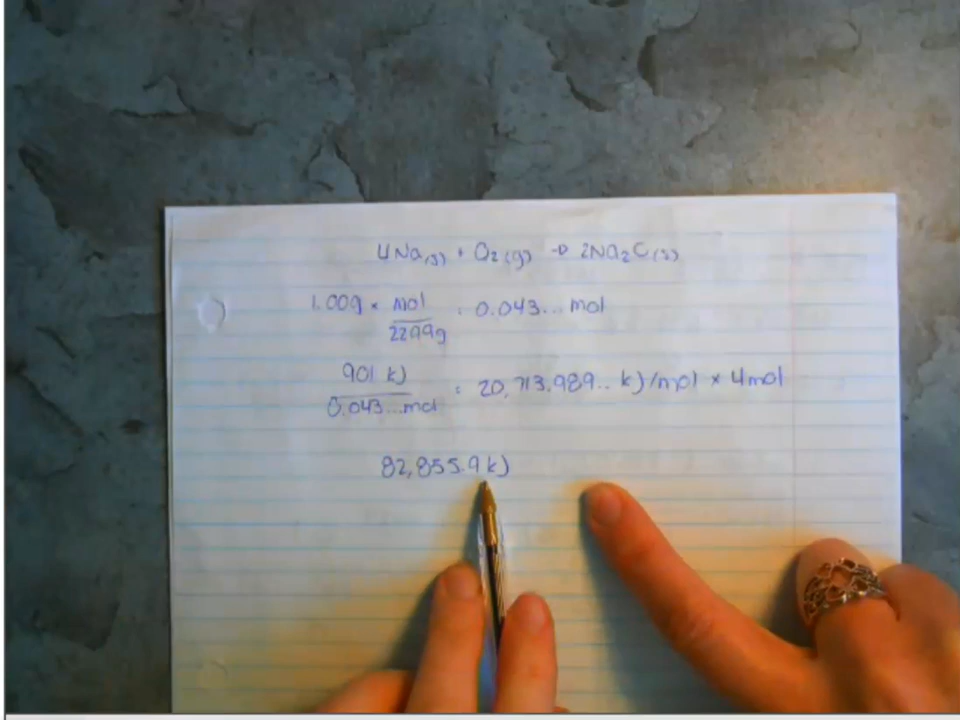 4Na(s) + O2(g) → 2Na2O(s)
1.00g × mol/22.99g = 0.043... mol
901 kJ/0.043...mol = 20,713.989.. kJ/mol × 4mol
82,855.9 kJ